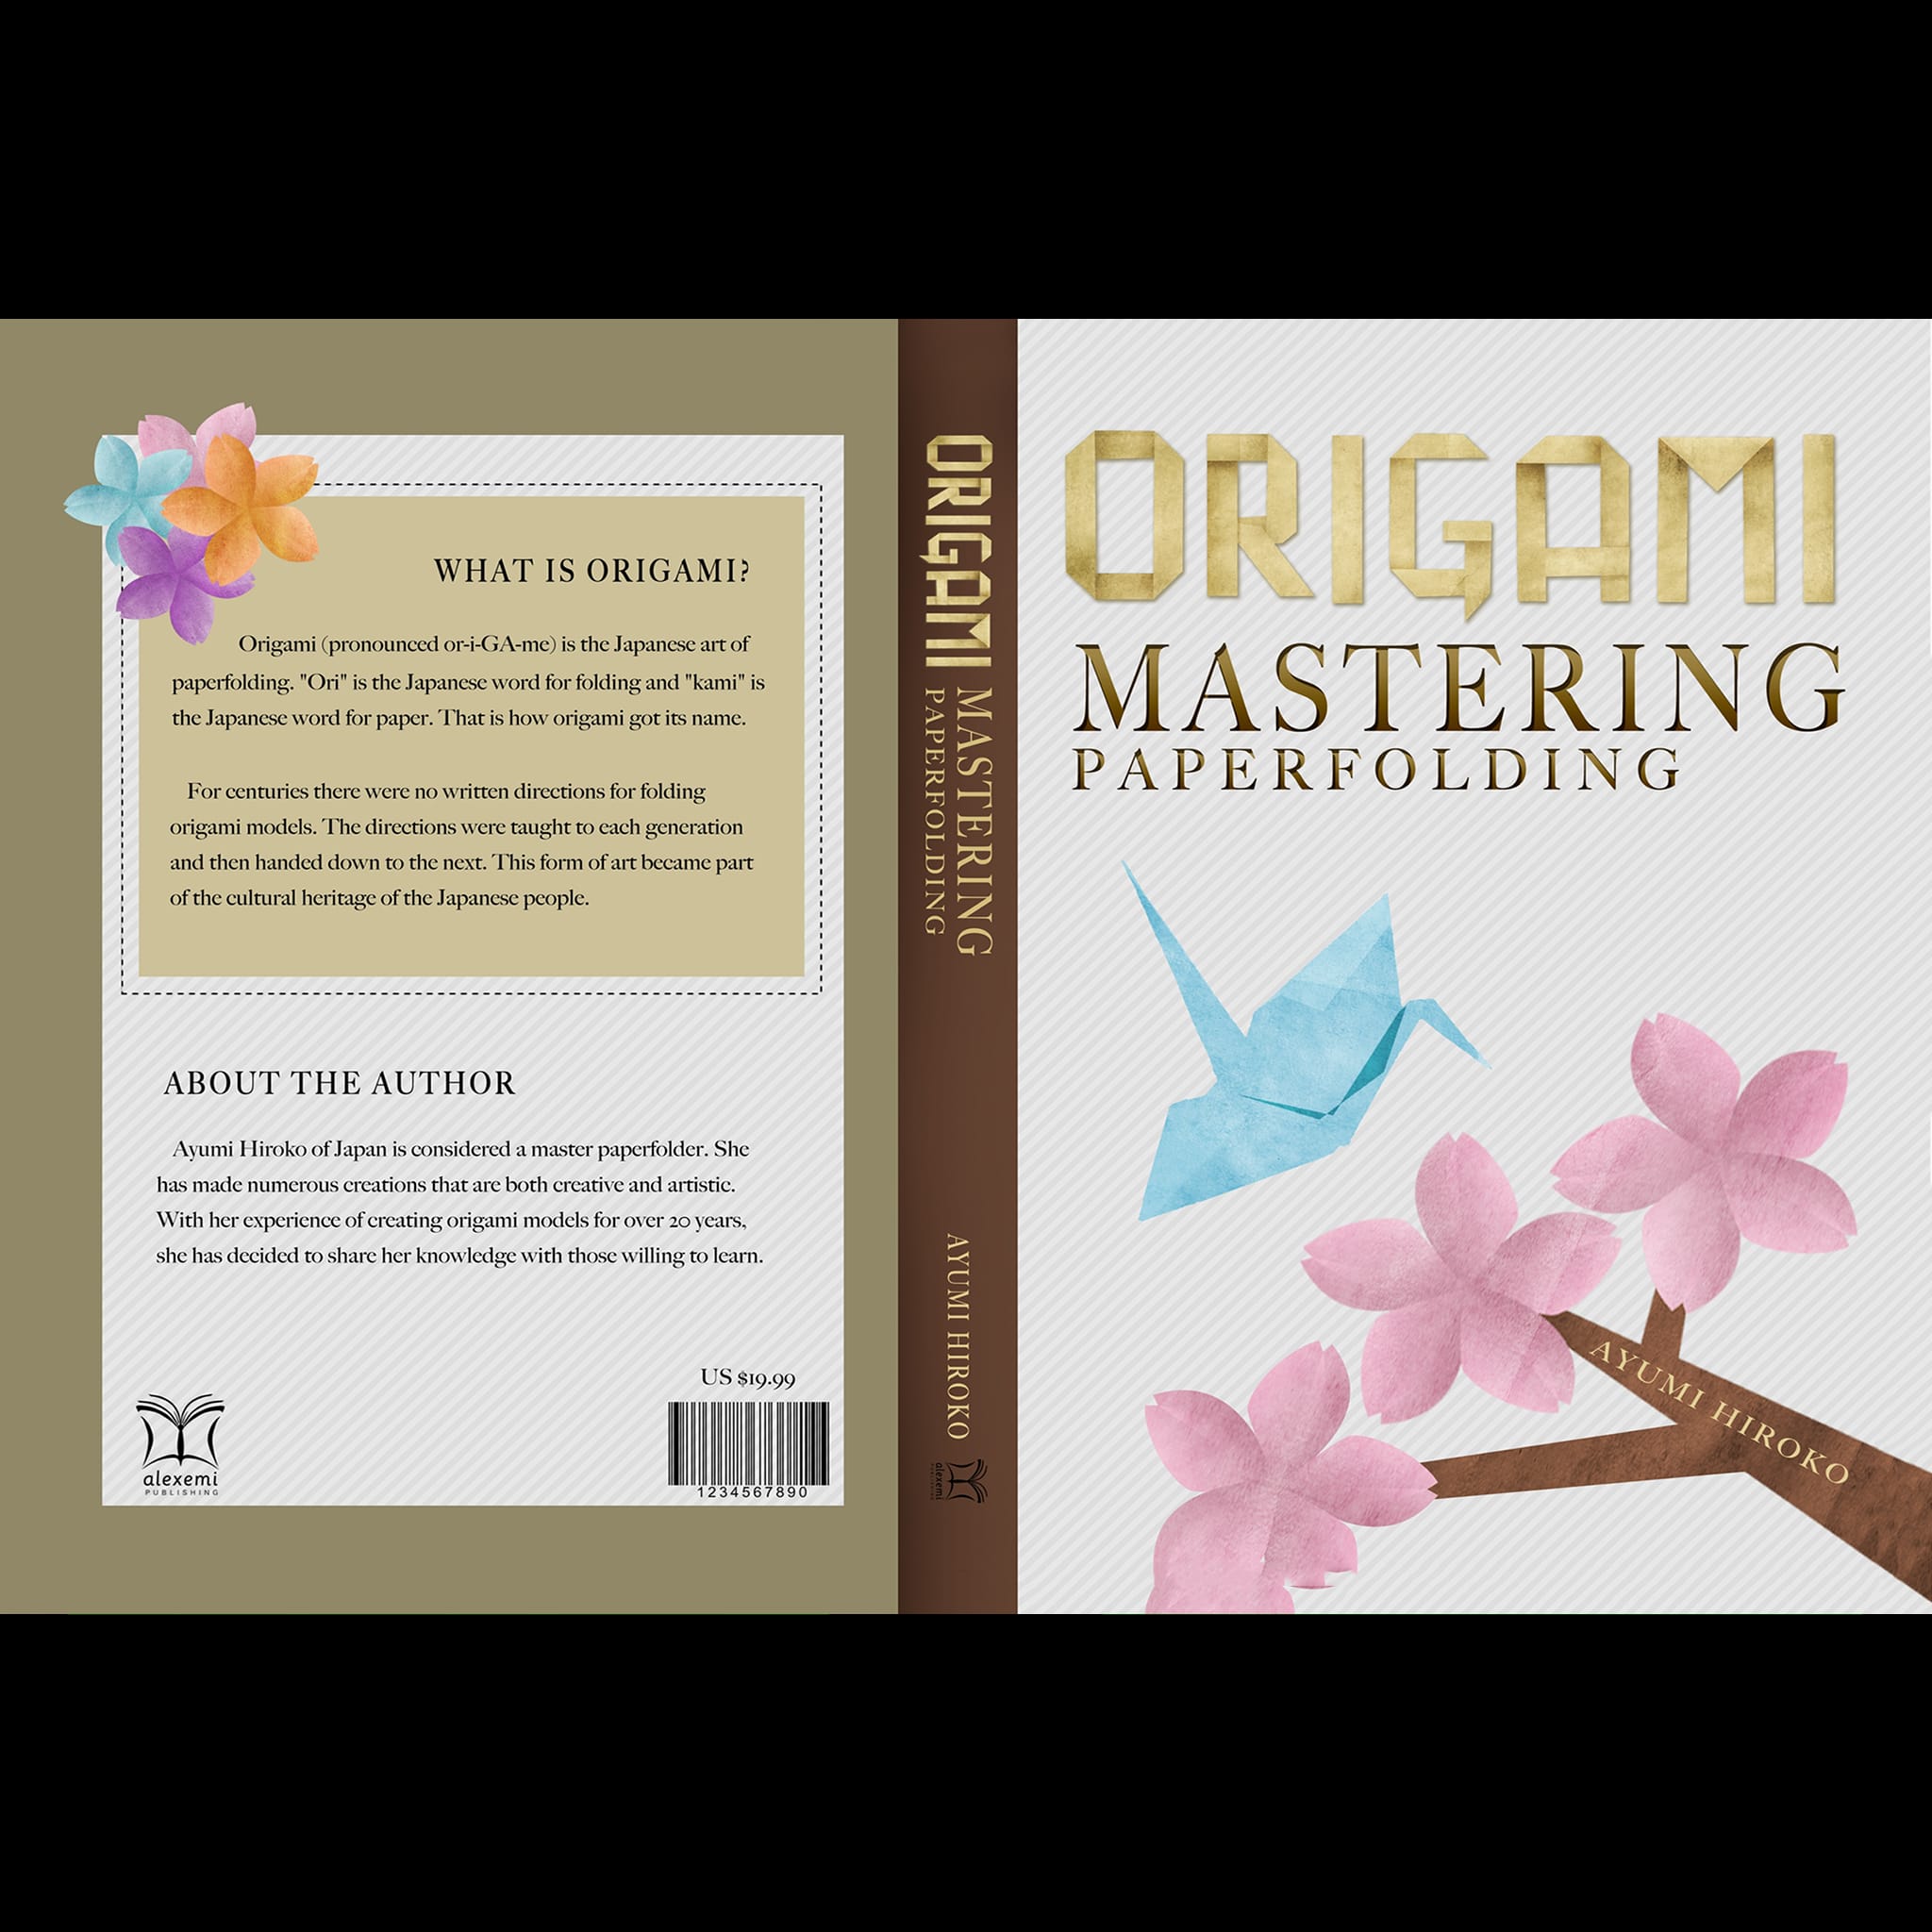 WHAT IS ORIGAMI?
Origami (pronounced or-i-GA-me) is the Japanese art of
paperfolding. "Ori" is the Japanese word for folding and "kami" is
the Japanese word for paper. That is how origami got its name.
For centuries there were no written directions for folding
origami models. The directions were taught to each generation
and then handed down to the next. This form of art became part
of the cultural heritage of the Japanese people.
ABOUT THE AUTHOR
Ayumi Hiroko of Japan is considered a master paperfolder. She
has made numerous creations that are both creative and artistic.
With her experience of creating origami models for over 20 years,
she has decided to share her knowledge with those willing to learn.
alexemi
PUBLISHING
US $19.99
1234567890
ORIGAMI
MASTERING
PAPERFOLDING
AYUMI HIROKO
alexemi
PUBLISHING
ORIGAMI
MASTERING
PAPERFOLDING
AYUMI HIROKO